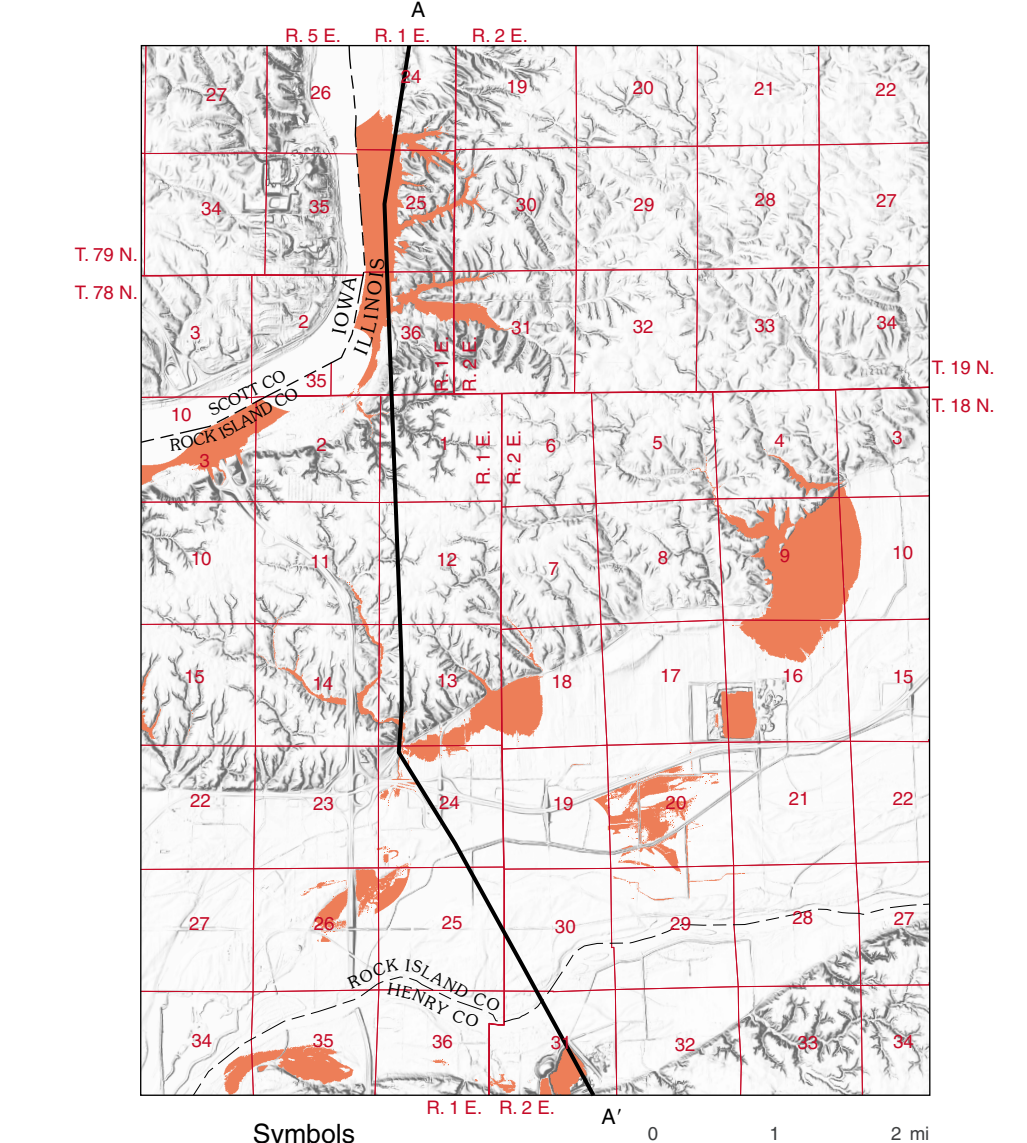 A
R. 5 E. R. 1 E. R. 2 E.
24
27 26 19 20 21 22
34 35 25 30 29 28 27
T. 79 N.
T. 78 N.
IOWA
ILLINOIS
3 2 36 31 32 33 34
R. 1 E.
R. 2 E.
T. 19 N.
T. 18 N.
35
SCOTT CO
ROCK ISLAND CO
10
3 2 1 6 5 4 3
R. 1 E.
R. 2 E.
10 11 12 7 8 9 10
15 14 13 18 17 16 15
22 23 24 19 20 21 22
27 26 25 30 29 28 27
ROCK ISLAND CO
HENRY CO
34 35 36 31 32 33 34
R. 1 E. R. 2 E.
A′
Symbols
0 1 2 mi